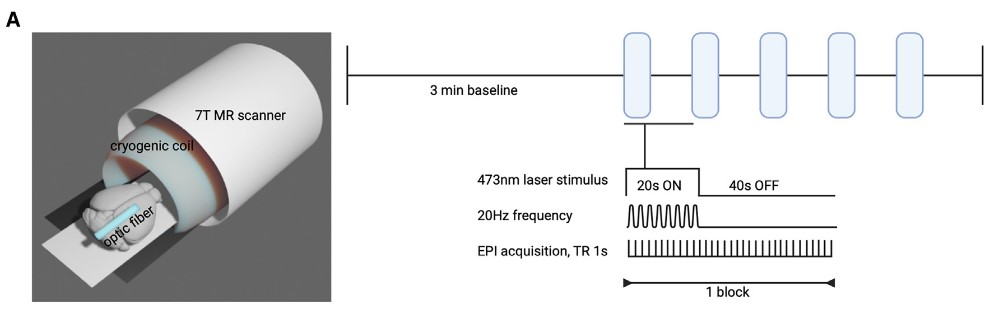 A
7T MR scanner
cryogenic coil
optic fiber
3 min baseline
473nm laser stimulus
20s ON
40s OFF
20Hz frequency
EPI acquisition, TR 1s
1 block